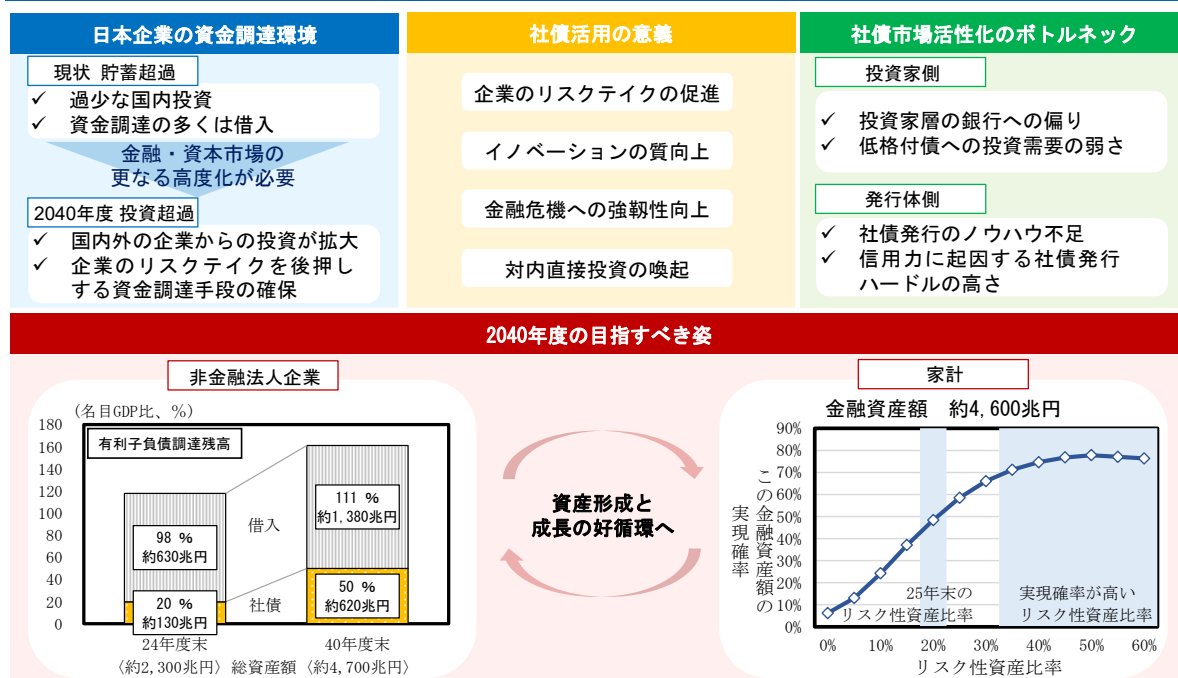 日本企業の資金調達環境
現状 貯蓄超過
✓ 過少な国内投資
✓ 資金調達の多くは借入
金融・資本市場の
更なる高度化が必要
2040年度 投資超過
✓ 国内外の企業からの投資が拡大
✓ 企業のリスクテイクを後押し
する資金調達手段の確保
社債活用の意義
企業のリスクテイクの促進
イノベーションの質向上
金融危機への強靱性向上
対内直接投資の喚起
社債市場活性化のボトルネック
投資家側
✓ 投資家層の銀行への偏り
✓ 低格付債への投資需要の弱さ
発行体側
✓ 社債発行のノウハウ不足
✓ 信用力に起因する社債発行
ハードルの高さ
2040年度の目指すべき姿
非金融法人企業
(名目GDP比、%)
有利子負債調達残高
180
160
140
120
100
80
60
40
20
0
98 %
約630兆円
20 %
約130兆円
借入
社債
111 %
約1,380兆円
50 %
約620兆円
24年度末
40年度末
〈約2,300兆円〉総資産額〈約4,700兆円〉
資産形成と
成長の好循環へ
家計
金融資産額 約4,600兆円
この金融資産額の
実現確率
90%
80%
70%
60%
50%
40%
30%
20%
10%
0%
25年末の
リスク性資産比率
実現確率が高い
リスク性資産比率
0%
10%
20%
30%
40%
50%
60%
リスク性資産比率